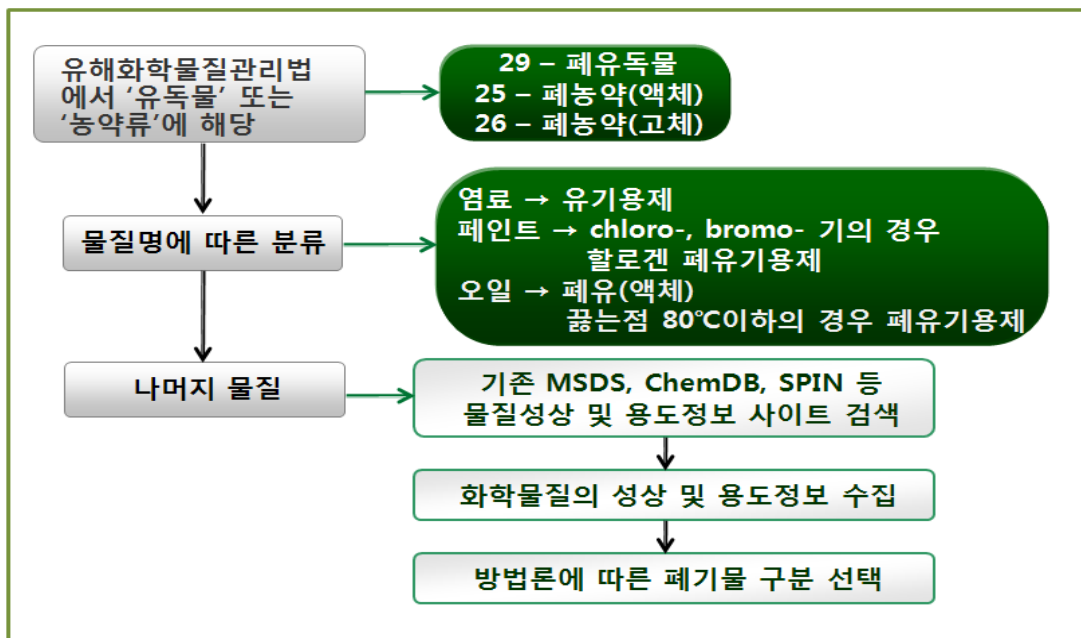 유해화학물질관리법
에서 ‘유독물’ 또는
‘농약류’에 해당
29 – 폐유독물
25 – 폐농약(액체)
26 – 폐농약(고체)
물질명에 따른 분류
염료 → 유기용제
페인트 → chloro-, bromo- 기의 경우
할로겐 폐유기용제
오일 → 폐유(액체)
끓는점 80℃이하의 경우 폐유기용제
나머지 물질
기존 MSDS, ChemDB, SPIN 등
물질성상 및 용도정보 사이트 검색
화학물질의 성상 및 용도정보 수집
방법론에 따른 폐기물 구분 선택